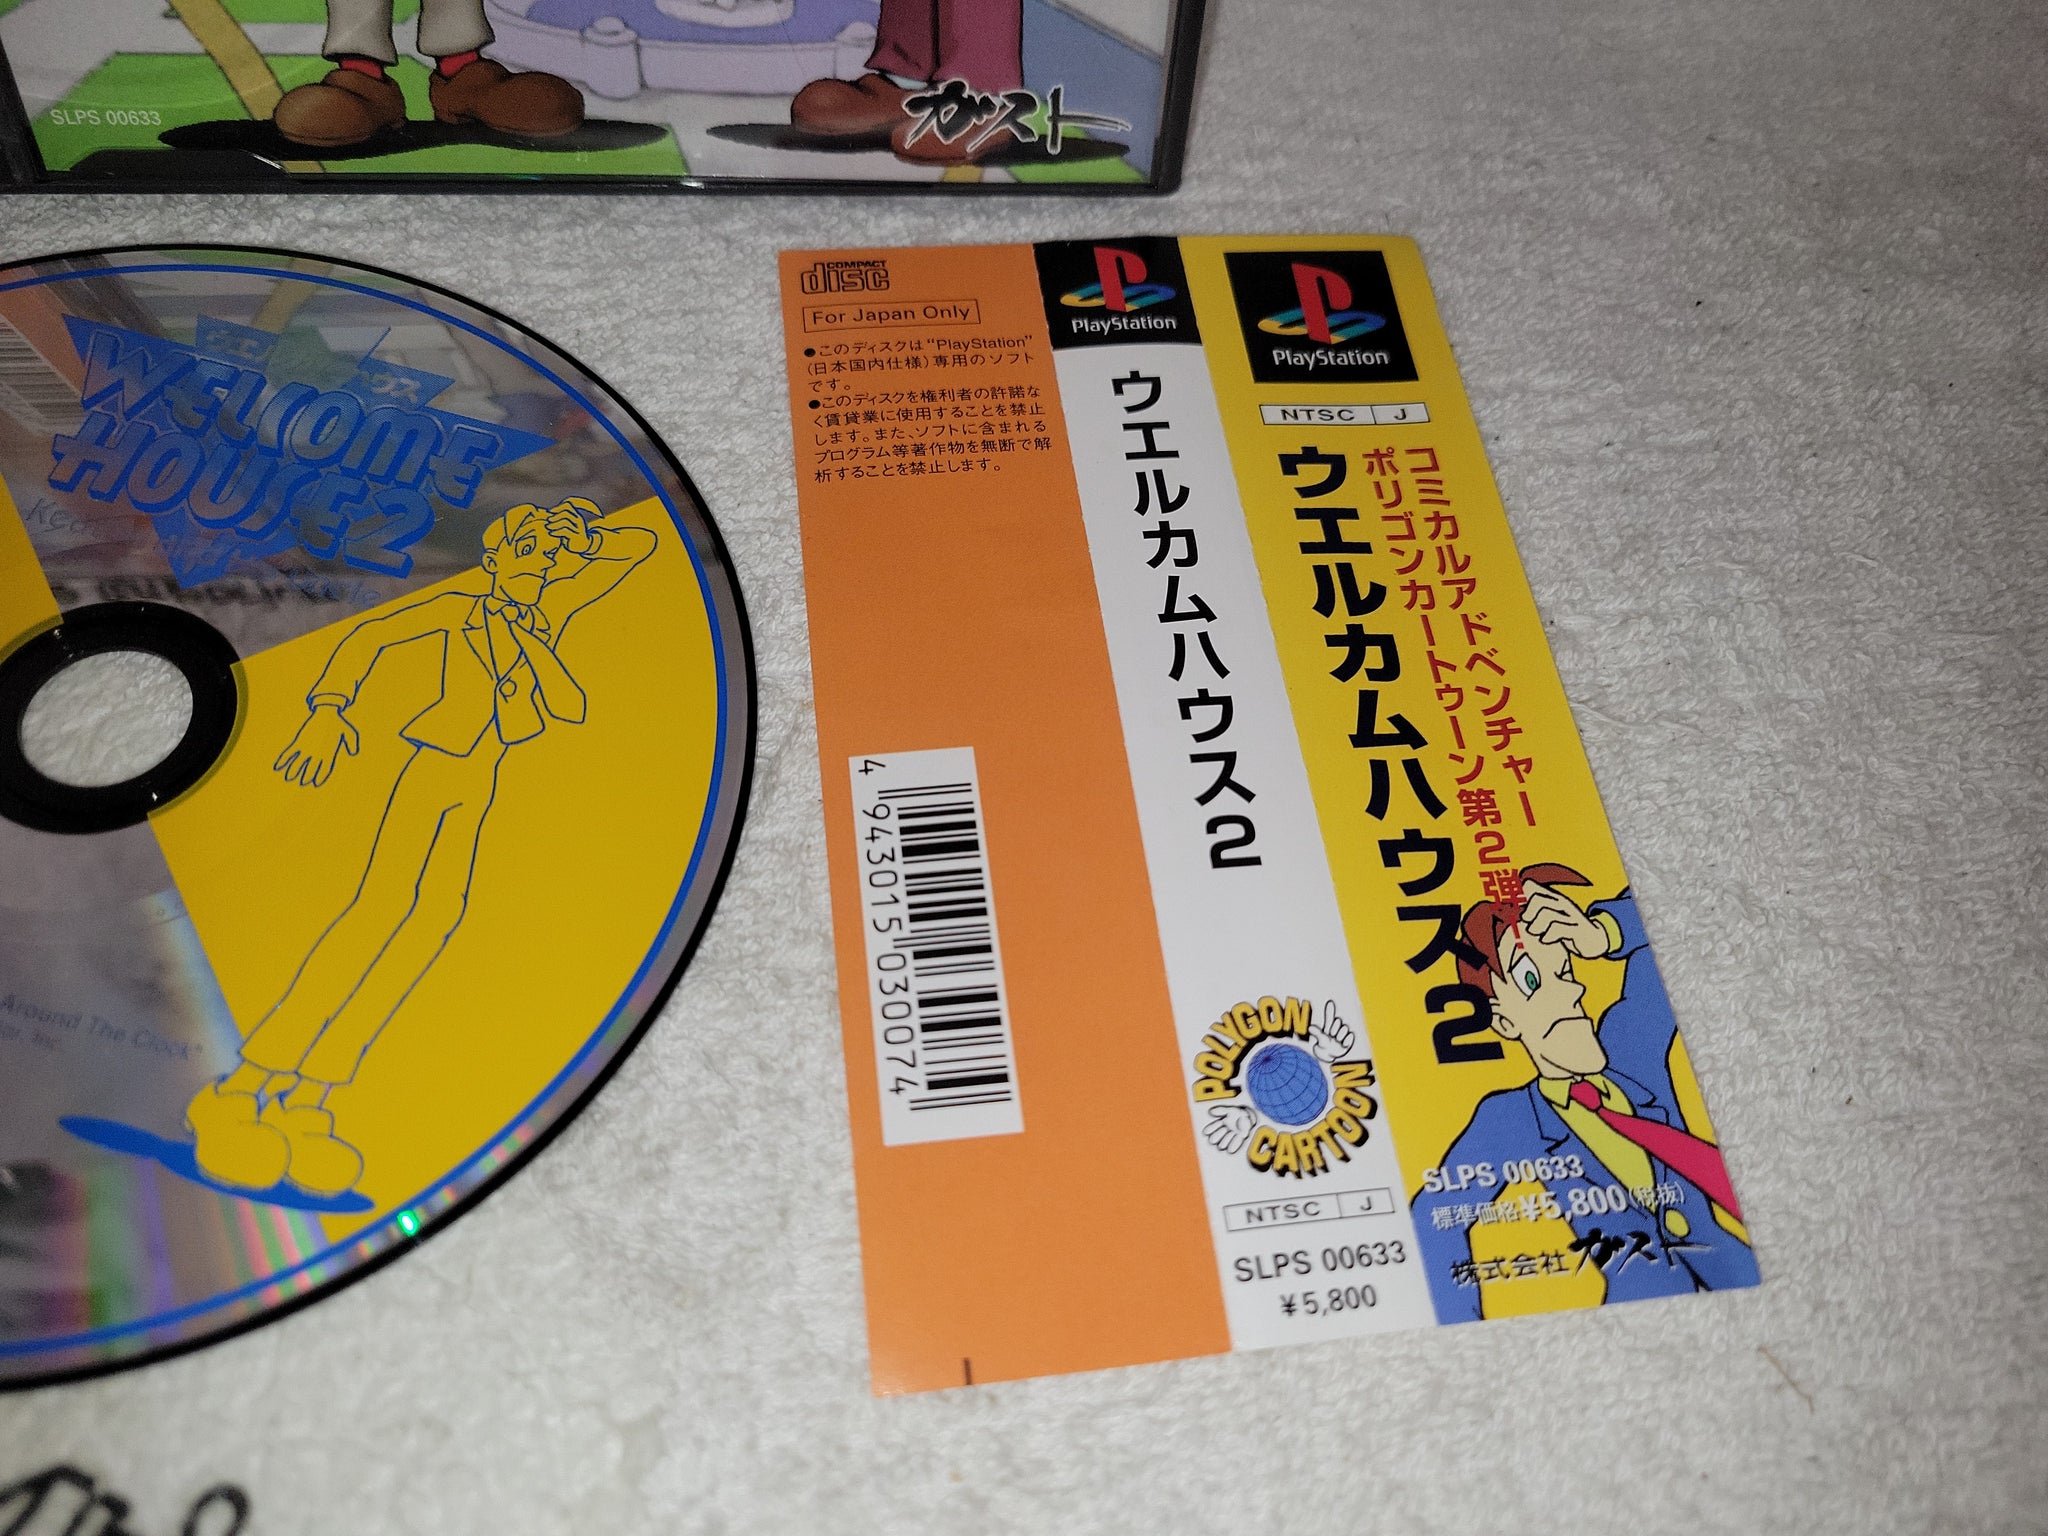 SLPS 00633
ガスト
WELCOME
HOUSE 2
Around The Clock"
COMPACT
disc
For Japan Only
●このディスクは“PlayStation”
(日本国内仕様)専用のソフト
です。
●このディスクを権利者の許諾な
く賃貸業に使用することを禁止
します。また、ソフトに含まれる
プログラム等著作物を無断で解
析することを禁止します。
4 943015 030074
PlayStation
ウエルカムハウス2
POLYGON
CARTOON
NTSC J
SLPS 00633
¥5,800
PlayStation
NTSC J
コミカルアドベンチャー
ポリゴンカートゥーン第2弾!
ウエルカムハウス2
SLPS 00633
標準価格¥5,800(税抜)
株式会社ガスト